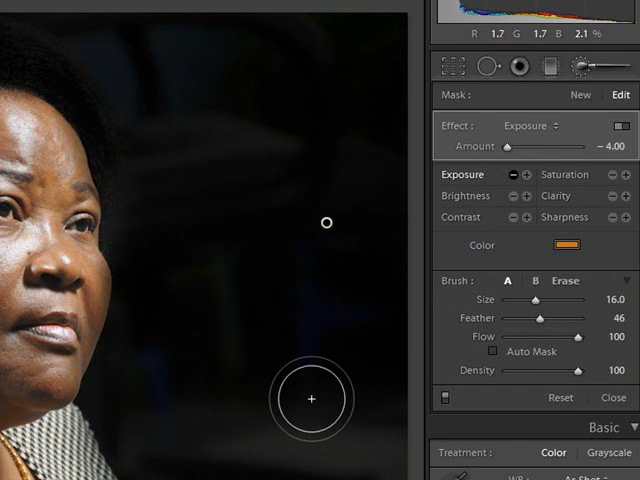 R 1.7 G 1.7 B 2.1 %
Mask : New Edit
Effect : Exposure
Amount − 4.00
Exposure Saturation
Brightness Clarity
Contrast Sharpness
Color
Brush : A B Erase
Size 16.0
Feather 46
Flow 100
Auto Mask
Density 100
Reset Close
Basic
Treatment : Color Grayscale
WB : As Shot